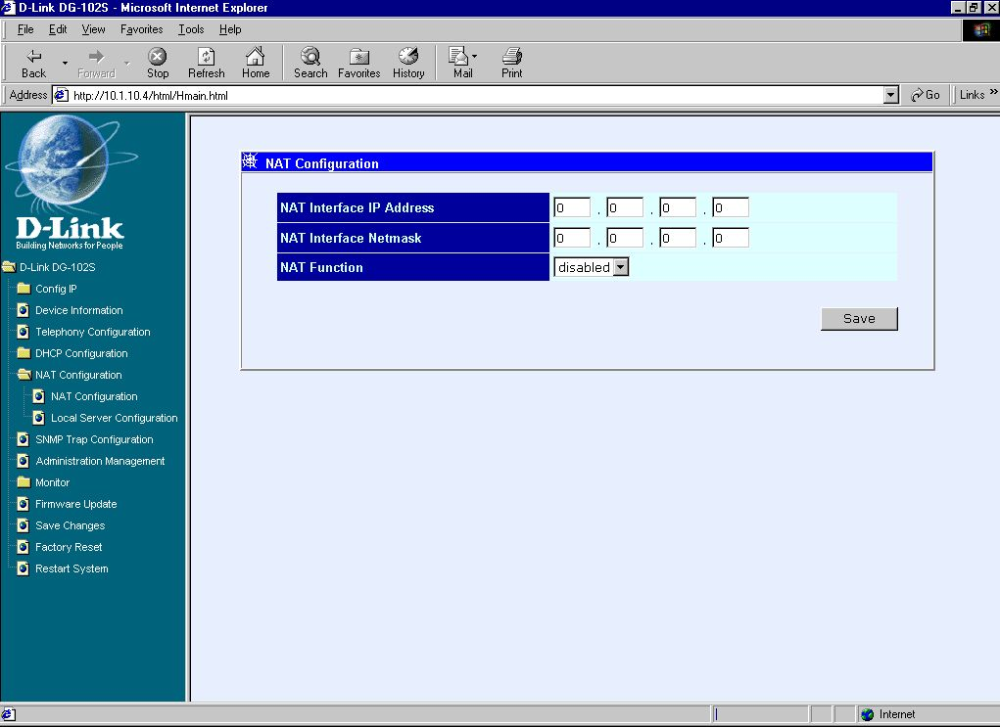 D-Link DG-102S - Microsoft Internet Explorer
File Edit View Favorites Tools Help
Back Forward Stop Refresh Home Search Favorites History Mail Print
Address http://10.1.10.4/html/Hmain.html Go Links »
D-Link
Building Networks for People
D-Link DG-102S
Config IP
Device Information
Telephony Configuration
DHCP Configuration
NAT Configuration
NAT Configuration
Local Server Configuration
SNMP Trap Configuration
Administration Management
Monitor
Firmware Update
Save Changes
Factory Reset
Restart System
NAT Configuration
NAT Interface IP Address 0 . 0 . 0 . 0
NAT Interface Netmask 0 . 0 . 0 . 0
NAT Function disabled
Save
Internet